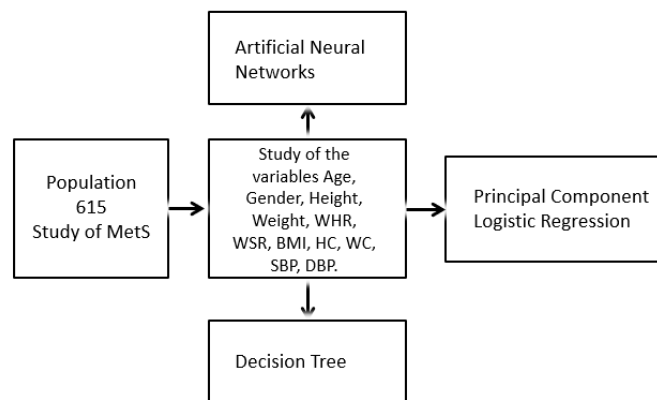 Artificial Neural
Networks
Population
615
Study of MetS
Study of the
variables Age,
Gender, Height,
Weight, WHR,
WSR, BMI, HC, WC,
SBP, DBP.
Principal Component
Logistic Regression
Decision Tree